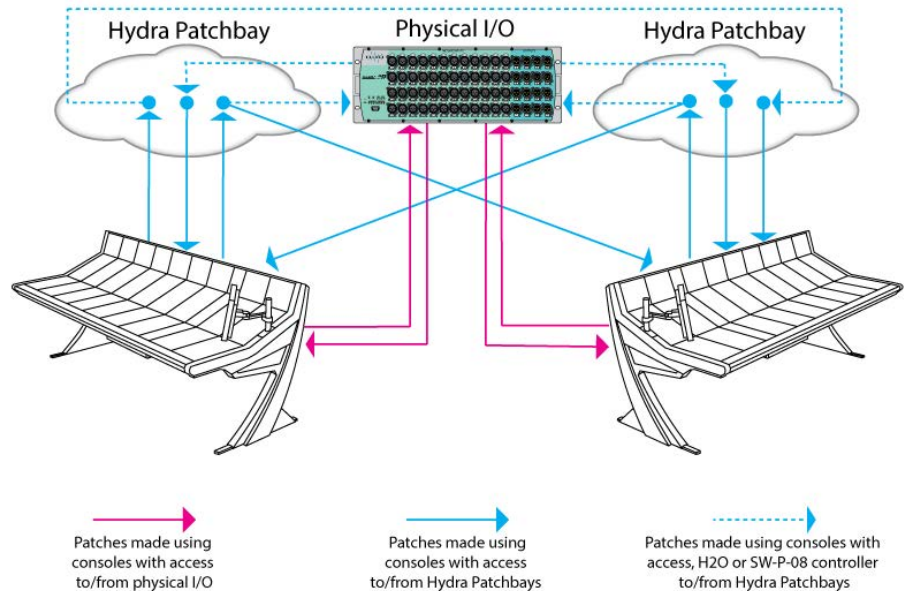 Hydra Patchbay
Physical I/O
Hydra Patchbay
Patches made using
consoles with access
to/from physical I/O
Patches made using
consoles with access
to/from Hydra Patchbays
Patches made using consoles with
access, H2O or SW-P-08 controller
to/from Hydra Patchbays